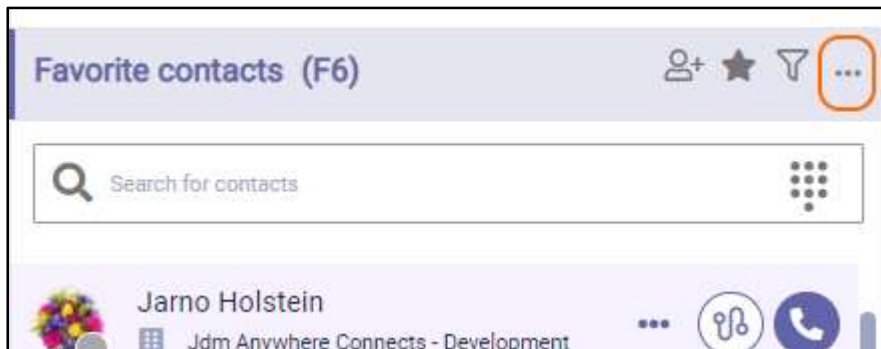 Favorite contacts (F6)
Search for contacts
Jarno Holstein
Jdm Anywhere Connects - Development